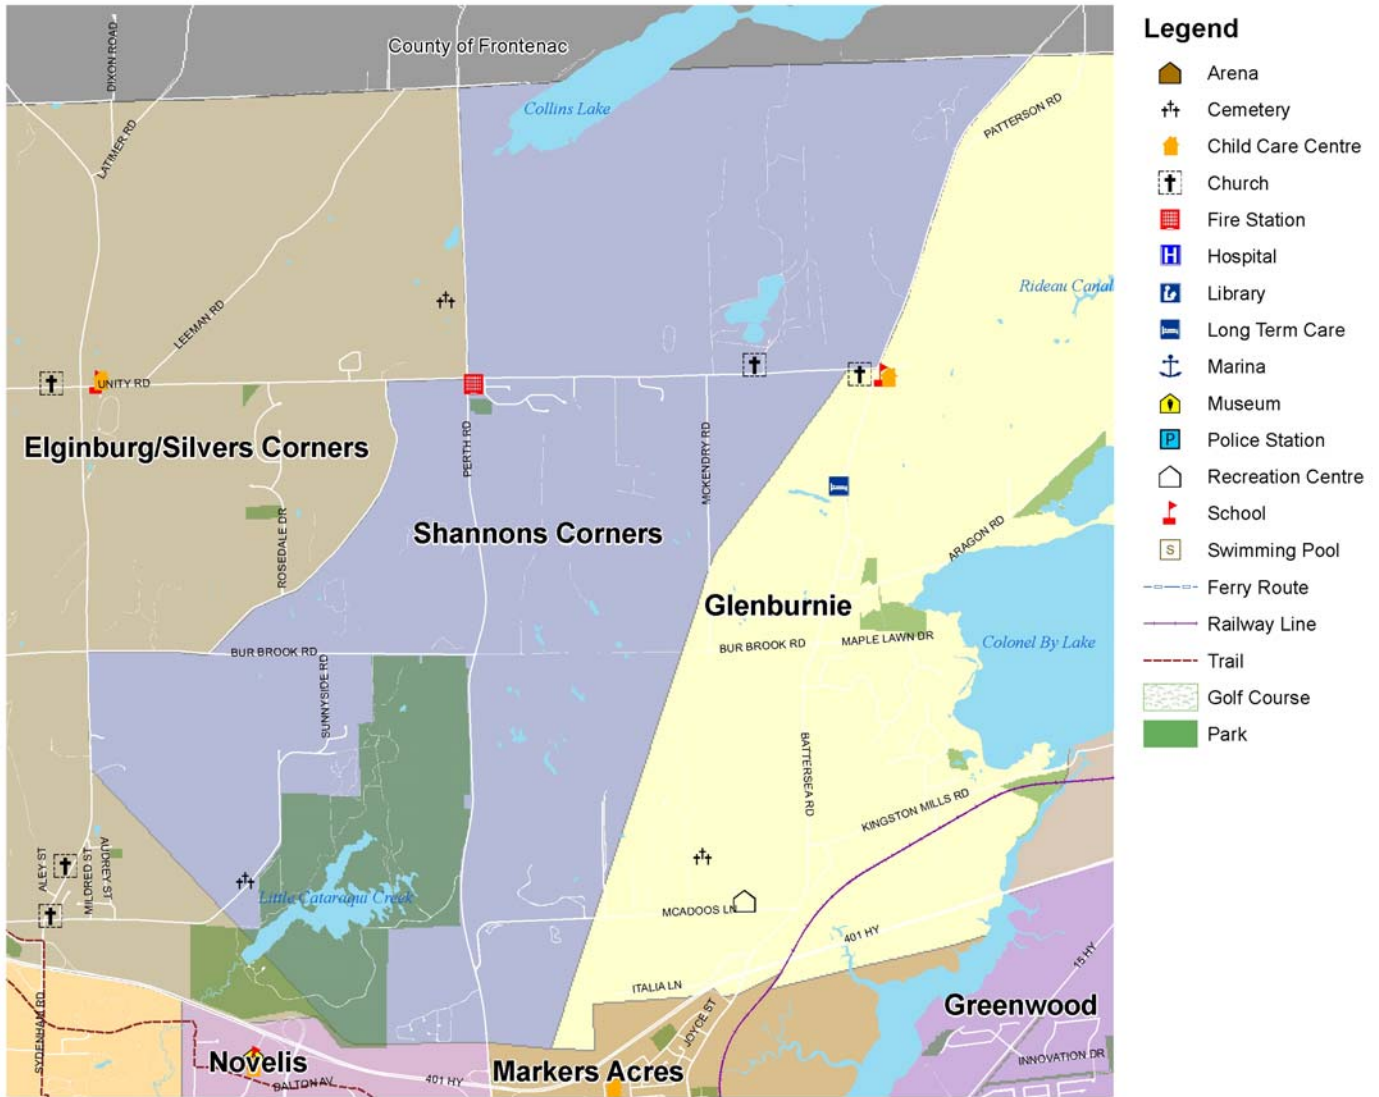 County of Frontenac
DIXON ROAD
Collins Lake
PATTERSON RD
LATIMER RD
Rideau Canal
LEEMAN RD
UNITY RD
Elginburg/Silvers Corners
PERTH RD
MCKENDRY RD
Shannons Corners
ROSEDALE DR
ARAGON RD
Glenburnie
BUR BROOK RD
BUR BROOK RD
MAPLE LAWN DR
Colonel By Lake
SUNNYSIDE RD
BATTERSEA RD
KINGSTON MILLS RD
ALEY ST
MILDRED ST
AUDREY ST
Little Cataraqui Creek
MCADOOS LN
401 HY
15 HY
ITALIA LN
SYDENHAM RD
JOYCE ST
Greenwood
Novelis
Markers Acres
INNOVATION DR
DALTON AV
401 HY
Legend
Arena
Cemetery
Child Care Centre
Church
Fire Station
H Hospital
Library
Long Term Care
Marina
Museum
P Police Station
Recreation Centre
School
S Swimming Pool
Ferry Route
Railway Line
Trail
Golf Course
Park